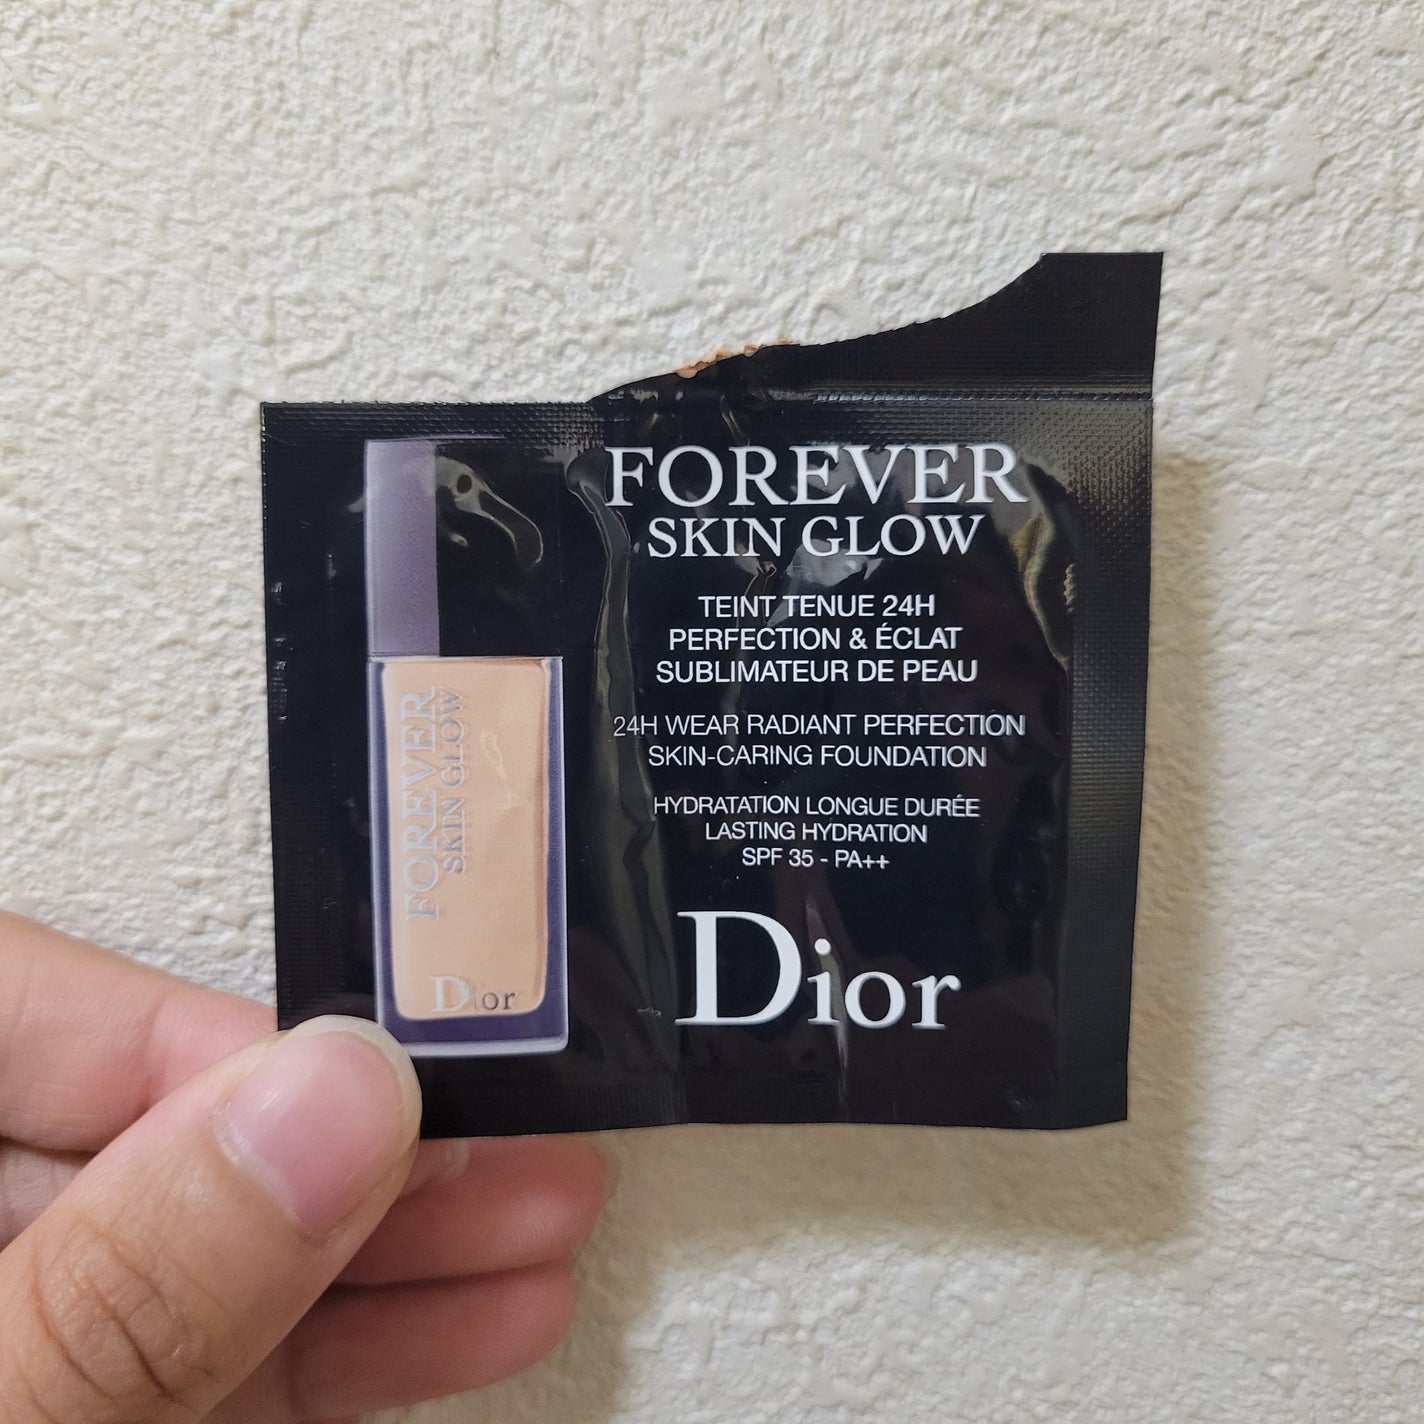 FOREVER
SKIN GLOW
Dior
FOREVER
SKIN GLOW
TEINT TENUE 24H
PERFECTION & ÉCLAT
SUBLIMATEUR DE PEAU
24H WEAR RADIANT PERFECTION
SKIN-CARING FOUNDATION
HYDRATATION LONGUE DURÉE
LASTING HYDRATION
SPF 35 - PA++
Dior